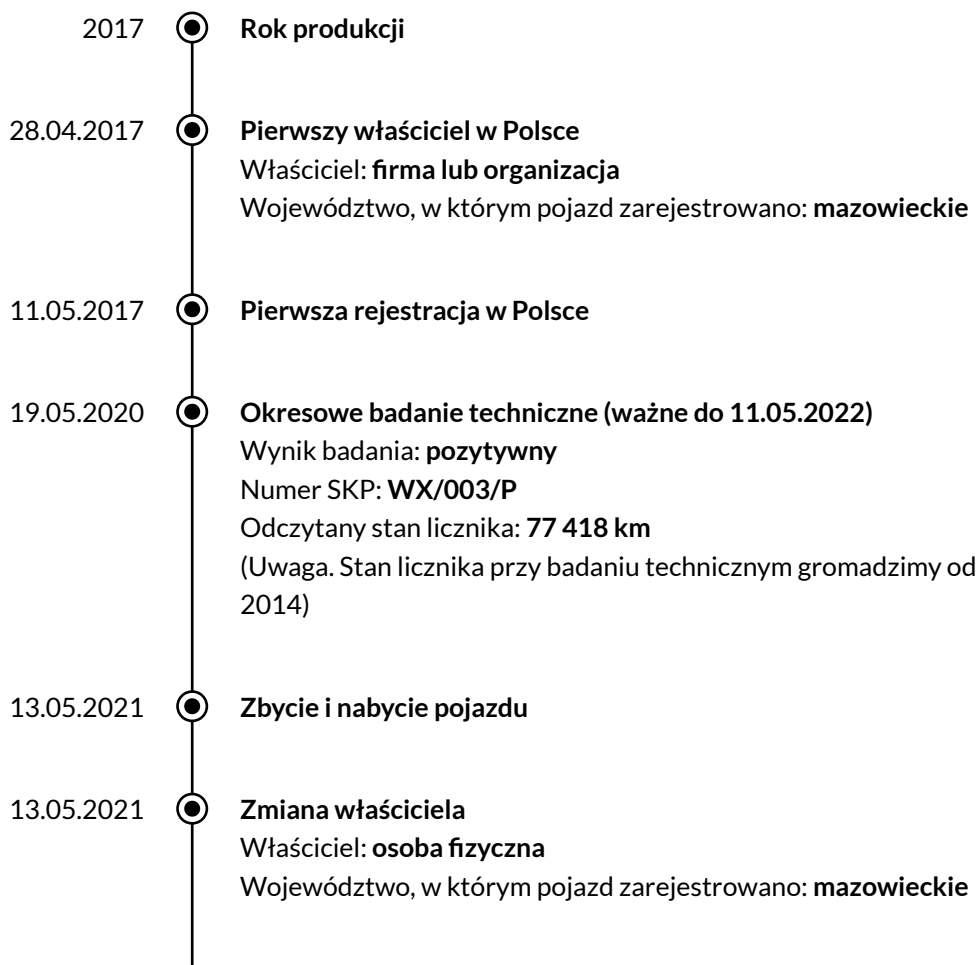 2017 Rok produkcji
28.04.2017 Pierwszy właściciel w Polsce
Właściciel: firma lub organizacja
Województwo, w którym pojazd zarejestrowano: mazowieckie
11.05.2017 Pierwsza rejestracja w Polsce
19.05.2020 Okresowe badanie techniczne (ważne do 11.05.2022)
Wynik badania: pozytywny
Numer SKP: WX/003/P
Odczytany stan licznika: 77 418 km
(Uwaga. Stan licznika przy badaniu technicznym gromadzimy od
2014)
13.05.2021 Zbycie i nabycie pojazdu
13.05.2021 Zmiana właściciela
Właściciel: osoba fizyczna
Województwo, w którym pojazd zarejestrowano: mazowieckie